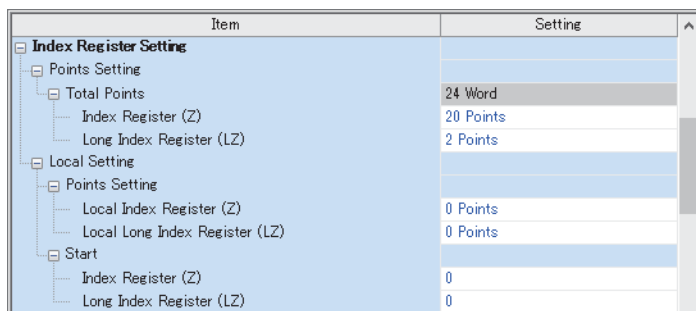 Item Setting
Index Register Setting
Points Setting
Total Points 24 Word
Index Register (Z) 20 Points
Long Index Register (LZ) 2 Points
Local Setting
Points Setting
Local Index Register (Z) 0 Points
Local Long Index Register (LZ) 0 Points
Start
Index Register (Z) 0
Long Index Register (LZ) 0